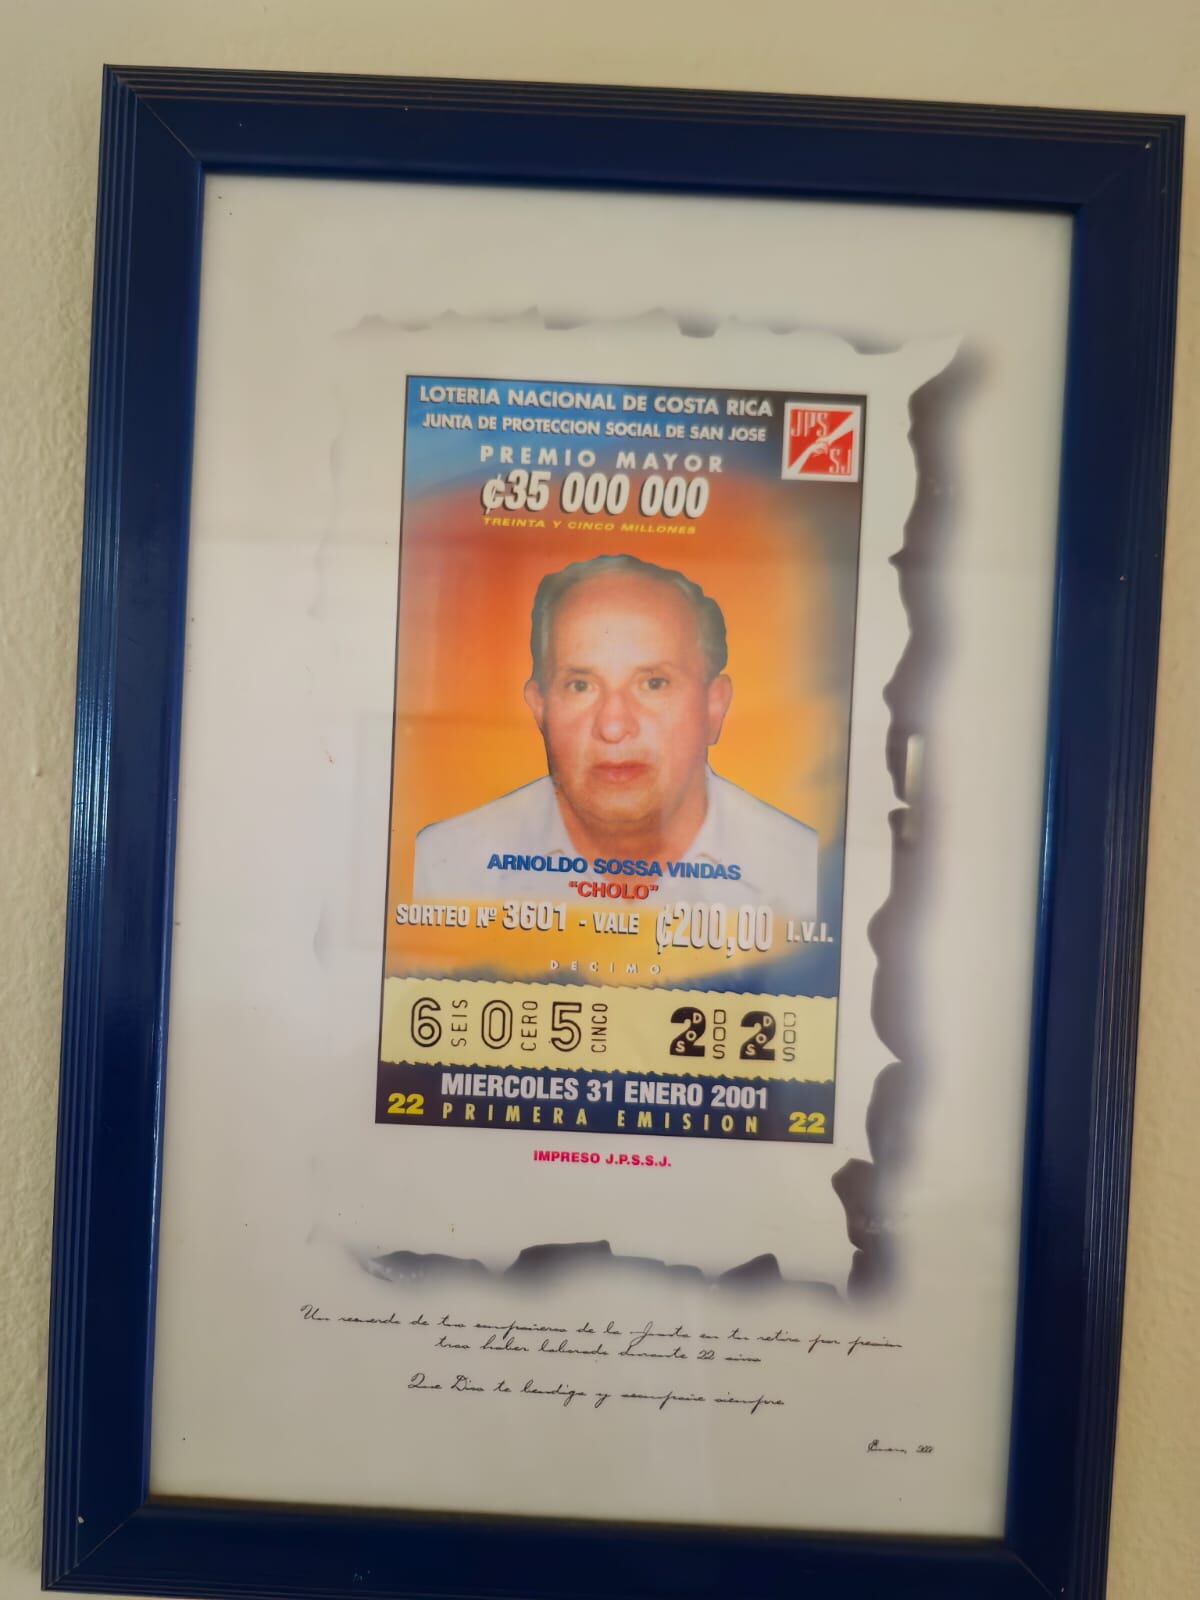 LOTERIA NACIONAL DE COSTA RICA
JUNTA DE PROTECCION SOCIAL DE SAN JOSE
JPS
SJ
PREMIO MAYOR
¢35 000 000
TREINTA Y CINCO MILLONES
ARNOLDO SOSSA VINDAS
"CHOLO"
SORTEO Nº 3601 - VALE ¢200,00 I.V.I.
DECIMO
6 SEIS 0 CERO 5 CINCO 2 DOS DOS 2 DOS DOS
MIERCOLES 31 ENERO 2001
22 PRIMERA EMISION 22
IMPRESO J.P.S.S.J.
Un recuerdo de tus compañeros de la Junta en tu retiro por pensión
tras haber laborado durante 22 años
Que Dios te bendiga y acompañe siempre
Enero,